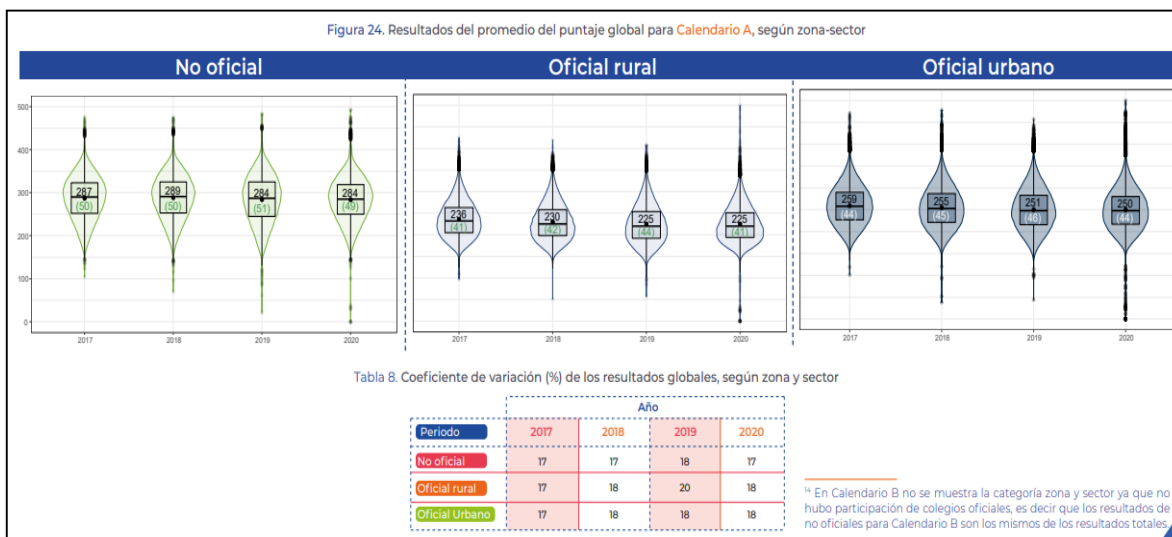 Figura 24. Resultados del promedio del puntaje global para Calendario A, según zona-sector
No oficial
Oficial rural
Oficial urbano
500
400
300
200
100
0
287
(50)
289
(50)
284
(51)
284
(49)
2017 2018 2019 2020
236
(41)
230
(42)
225
(44)
225
(41)
2017 2018 2019 2020
259
(44)
255
(45)
251
(46)
250
(44)
2017 2018 2019 2020
Tabla 8. Coeficiente de variación (%) de los resultados globales, según zona y sector
Año
Periodo 2017 2018 2019 2020
No oficial 17 17 18 17
Oficial rural 17 18 20 18
Oficial Urbano 17 18 18 18
14 En Calendario B no se muestra la categoría zona y sector ya que no
hubo participación de colegios oficiales, es decir que los resultados de
no oficiales para Calendario B son los mismos de los resultados totales.